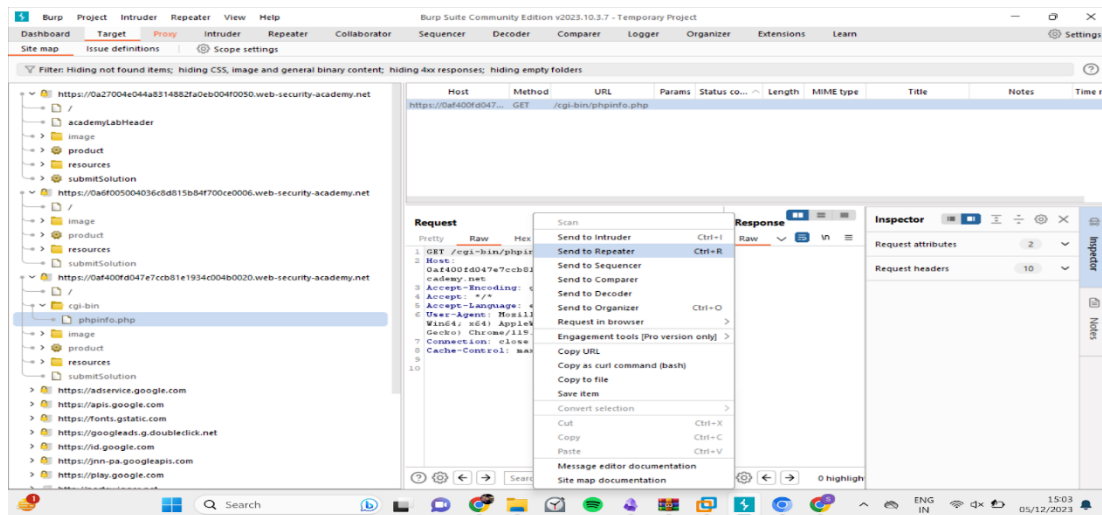 Burp Project Intruder Repeater View Help Burp Suite Community Edition v2023.10.3.7 - Temporary Project
Dashboard Target Proxy Intruder Repeater Collaborator Sequencer Decoder Comparer Logger Organizer Extensions Learn Settings
Site map Issue definitions Scope settings
Filter: Hiding not found items; hiding CSS, image and general binary content; hiding 4xx responses; hiding empty folders
https://0a27004e044a8314882fa0eb004f0050.web-security-academy.net
/
academyLabHeader
image
product
resources
submitSolution
https://0a6f005004036c8d815b84f700ce0006.web-security-academy.net
/
image
product
resources
submitSolution
https://0af400fd047e7ccb81e1934c004b0020.web-security-academy.net
/
cgi-bin
phpinfo.php
image
product
resources
submitSolution
https://adservice.google.com
https://apis.google.com
https://fonts.gstatic.com
https://googleads.g.doubleclick.net
https://id.google.com
https://jnn-pa.googleapis.com
https://play.google.com
Host Method URL Params Status co... Length MIME type Title Notes Time r
https://0af400fd047... GET /cgi-bin/phpinfo.php
Request
Pretty Raw Hex
1 GET /cgi-bin/phpin
2 Host:
0af400fd047e7ccb81
cademy.net
3 Accept-Encoding: g
4 Accept: */*
5 Accept-Language: e
6 User-Agent: Mozill
Win64; x64) AppleW
Gecko) Chrome/119.
7 Connection: close
8 Cache-Control: max
9
10
Scan
Send to Intruder Ctrl+I
Send to Repeater Ctrl+R
Send to Sequencer
Send to Comparer
Send to Decoder
Send to Organizer Ctrl+O
Request in browser
Engagement tools [Pro version only]
Copy URL
Copy as curl command (bash)
Copy to file
Save item
Convert selection
Cut Ctrl+X
Copy Ctrl+C
Paste Ctrl+V
Message editor documentation
Site map documentation
Response
Raw \n
Inspector
Request attributes 2
Request headers 10
Inspector
Notes
Searc
0 highligh
Search
ENG
IN
15:03
05/12/2023